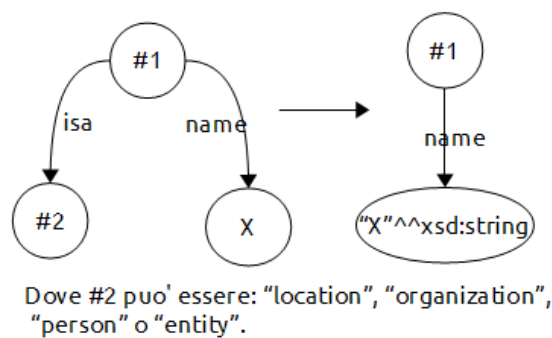 #1
#1
isa
name
name
#2
X
"X"^^xsd:string
Dove #2 puo' essere: “location”, “organization”,
“person” o “entity”.